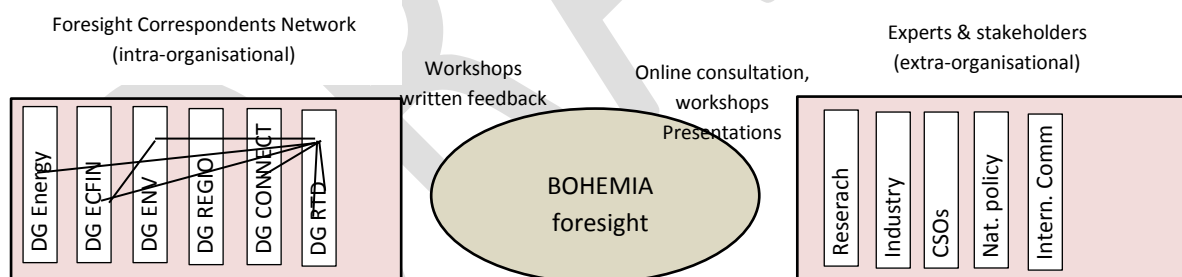 Foresight Correspondents Network
(intra-organisational)
Experts & stakeholders
(extra-organisational)
Workshops
written feedback
Online consultation,
workshops
Presentations
DG Energy
DG ECFIN
DG ENV
DG REGIO
DG CONNECT
DG RTD
BOHEMIA
foresight
Reserach
Industry
CSOs
Nat. policy
Intern. Comm